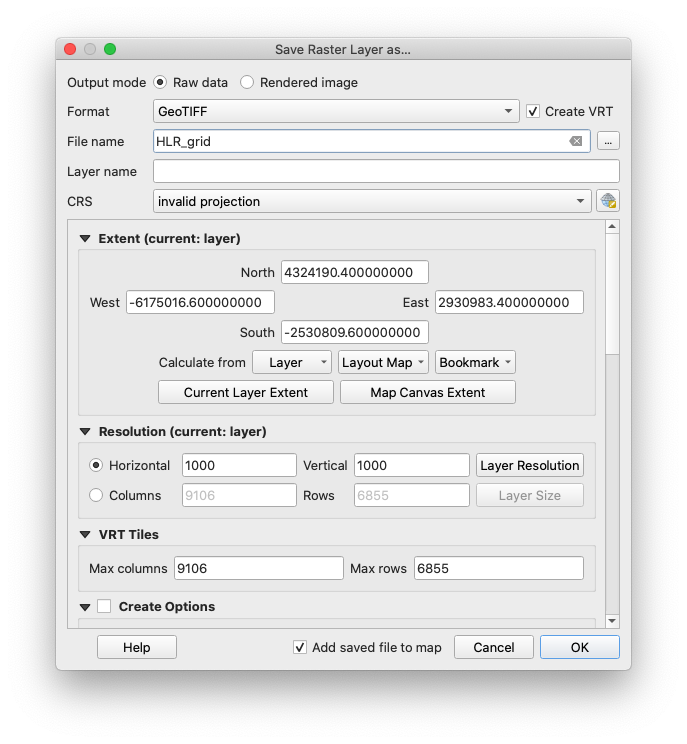 Save Raster Layer as...
Output mode Raw data Rendered image
Format GeoTIFF Create VRT
File name HLR_grid ...
Layer name
CRS invalid projection
Extent (current: layer)
North 4324190.400000000
West -6175016.600000000 East 2930983.400000000
South -2530809.600000000
Calculate from Layer Layout Map Bookmark
Current Layer Extent Map Canvas Extent
Resolution (current: layer)
Horizontal 1000 Vertical 1000 Layer Resolution
Columns 9106 Rows 6855 Layer Size
VRT Tiles
Max columns 9106 Max rows 6855
Create Options
Help Add saved file to map Cancel OK